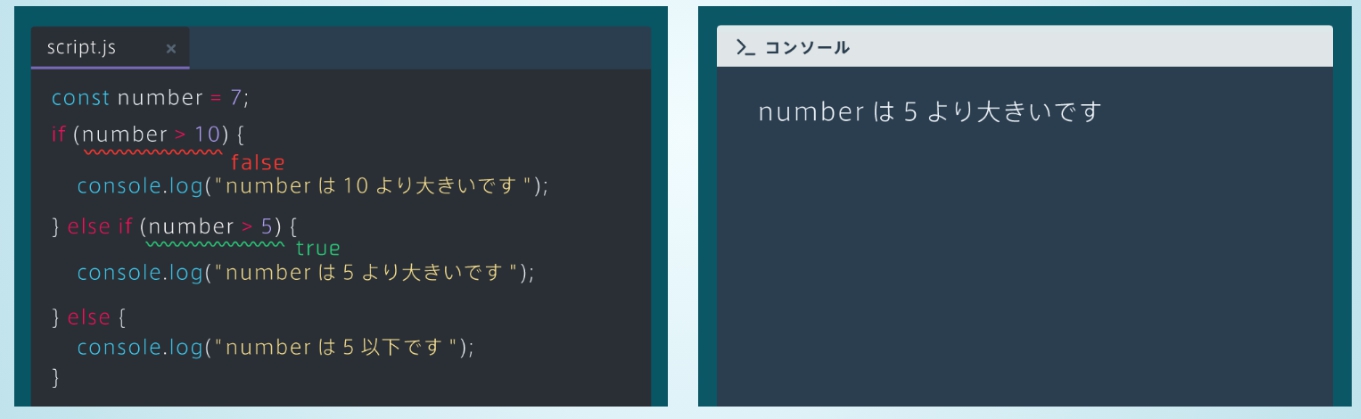 script.js ×
const number = 7;
if (number > 10) {
false
console.log("number は 10 より大きいです");
} else if (number > 5) {
true
console.log("number は 5 より大きいです");
} else {
console.log("number は 5 以下です");
}
>_ コンソール
number は 5 より大きいです